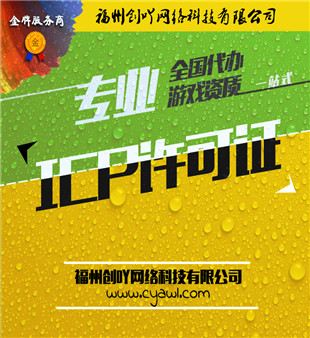 金牌服务商
福州创吖网络科技有限公司
金
专业!
全国代办
游戏资质
一站式
ICP许可证
福州创吖网络科技有限公司
www.cyawl.com